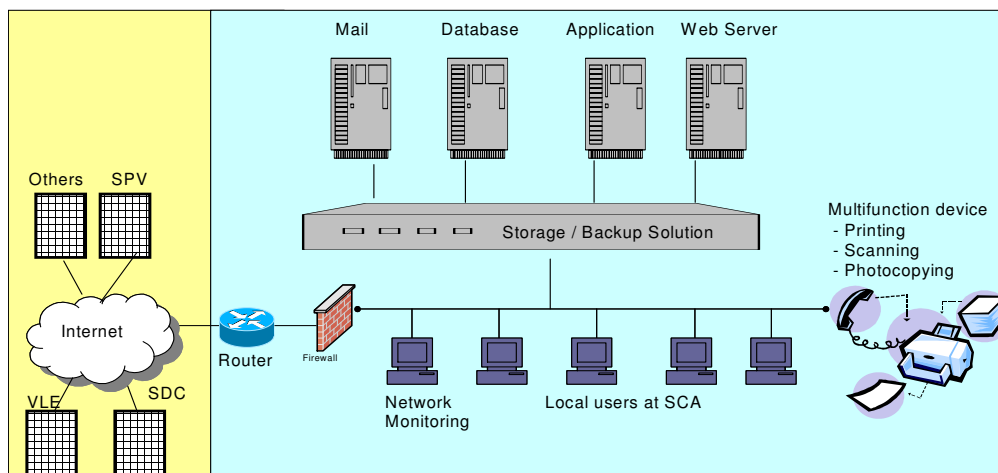 Mail
Database
Application
Web Server
Others
SPV
Storage / Backup Solution
Multifunction device
- Printing
- Scanning
- Photocopying
Internet
Router
Firewall
Network
Monitoring
Local users at SCA
VLE
SDC